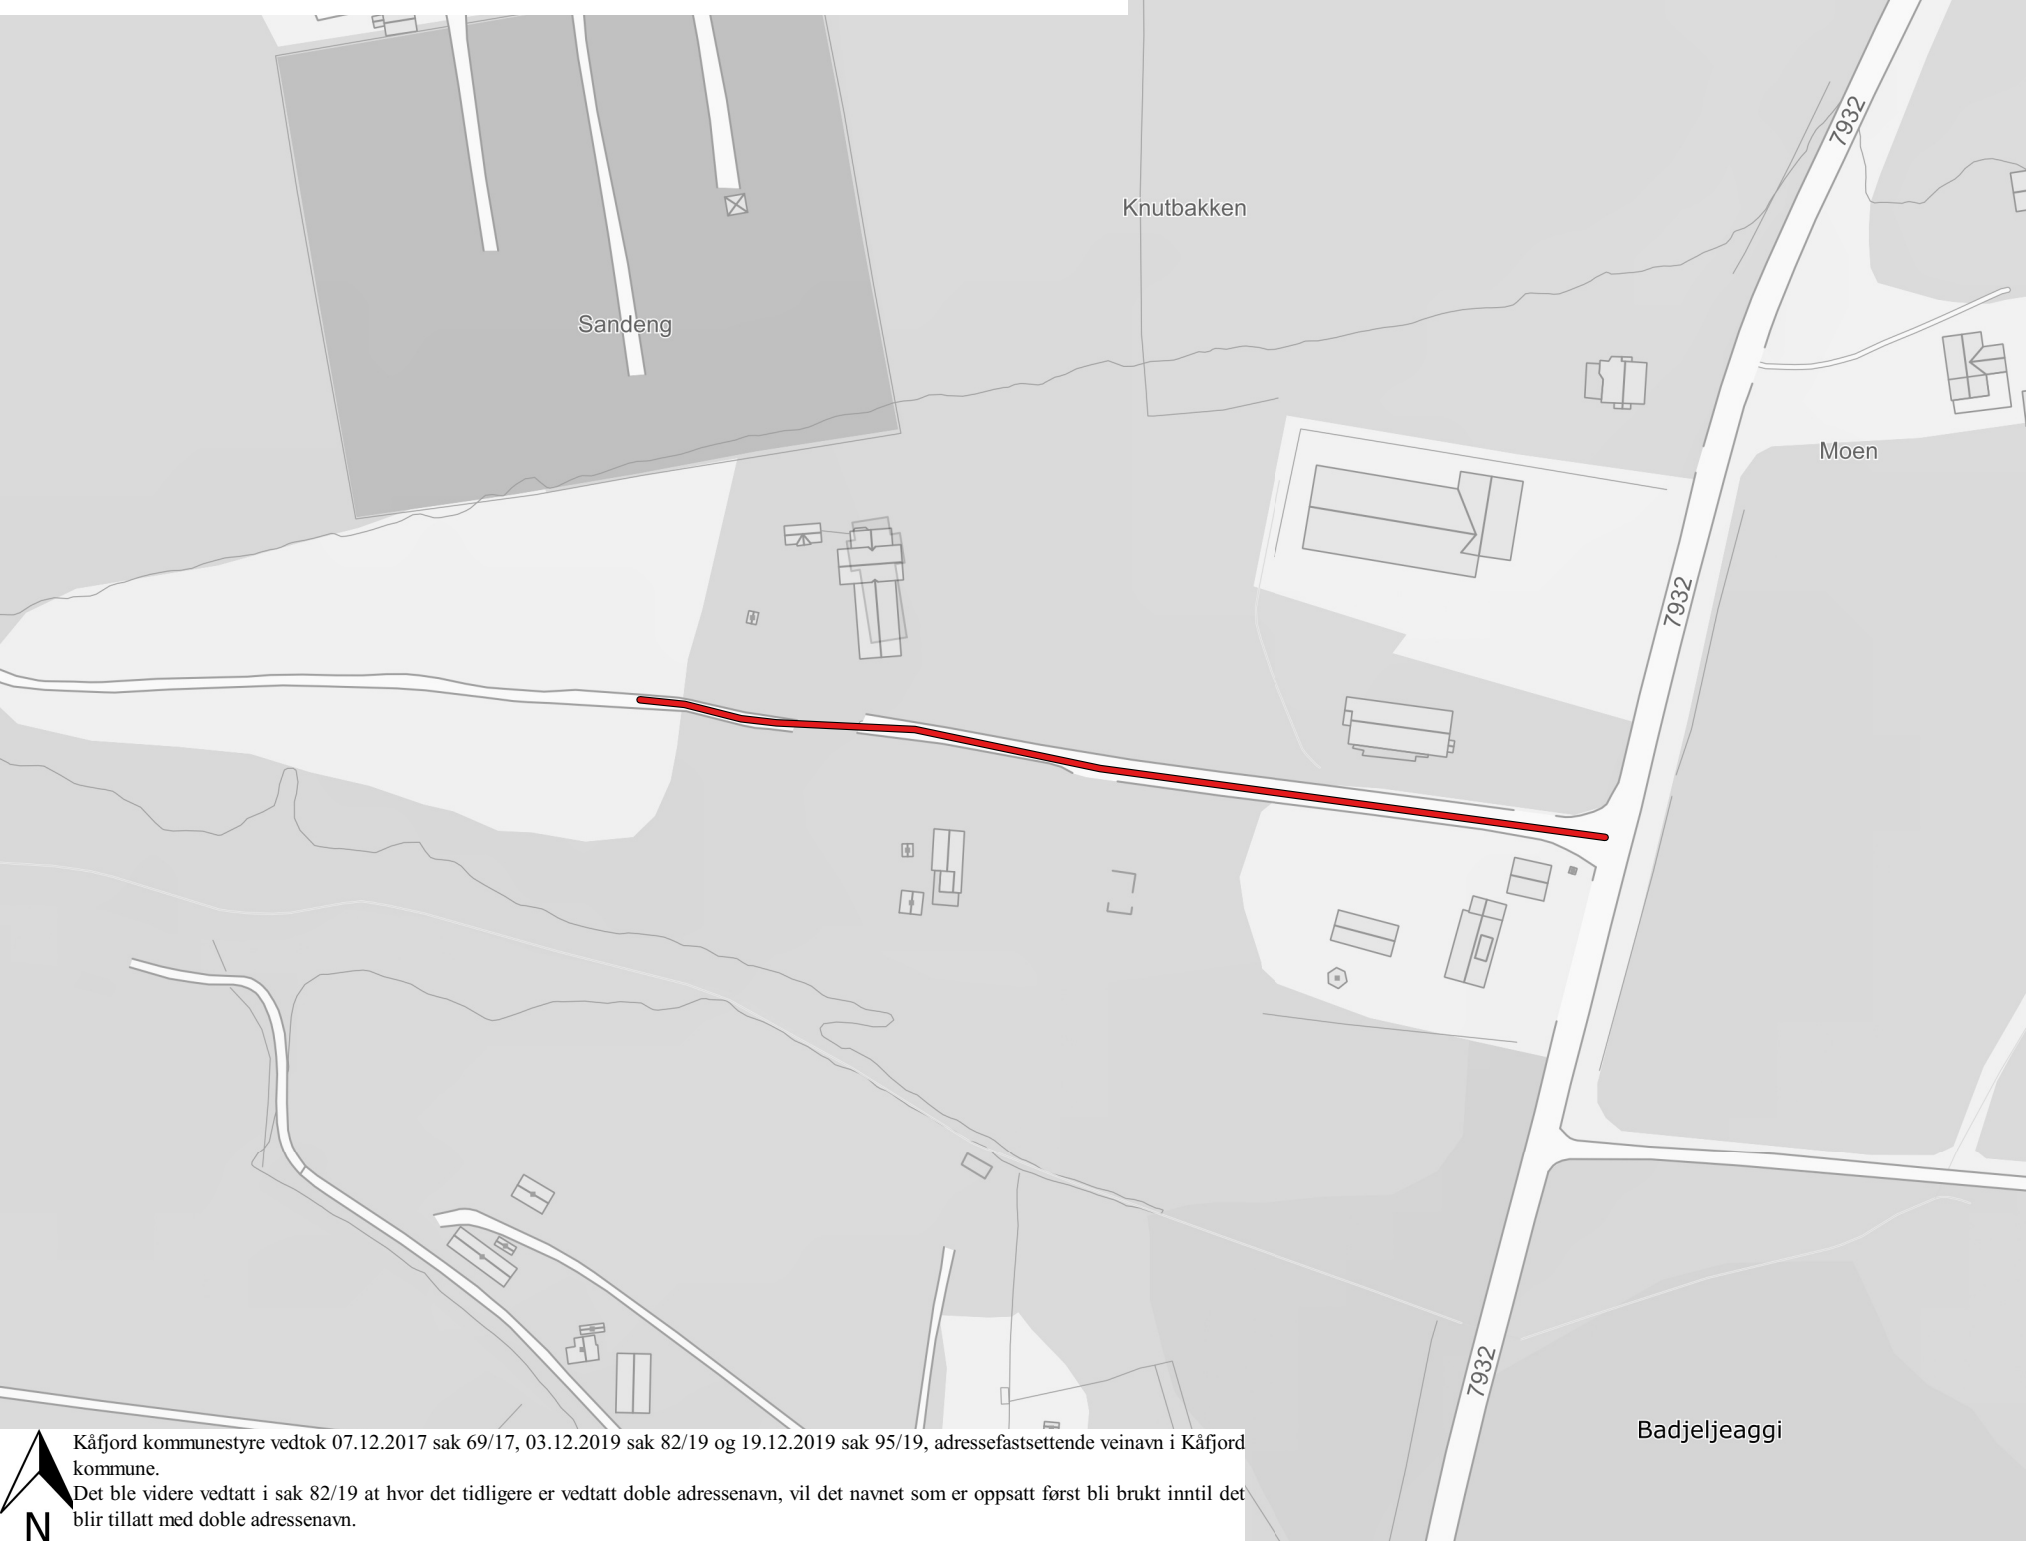 7932
Knutbakken
Sandeng
Moen
7932
7932
Badjeljeaggi
Kåfjord kommunestyre vedtok 07.12.2017 sak 69/17, 03.12.2019 sak 82/19 og 19.12.2019 sak 95/19, adressefastsettende veinavn i Kåfjord
kommune.
Det ble videre vedtatt i sak 82/19 at hvor det tidligere er vedtatt doble adressenavn, vil det navnet som er oppsatt først bli brukt inntil det
blir tillatt med doble adressenavn.
N